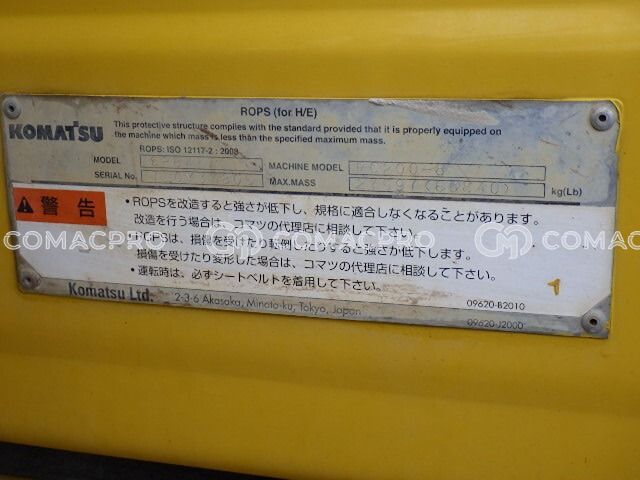 KOMATSU
ROPS (for H/E)
This protective structure complies with the standard provided that it is properly equipped on
the machine which mass is less than the specified maximum mass.
ROPS: ISO 12117-2 : 2008
MODEL
MACHINE MODEL
SERIAL No.
MAX.MASS
kg(Lb)
警告
・ROPSを改造すると強さが低下し、規格に適合しなくなることがあります。
改造を行う場合は、コマツの代理店に相談して下さい。
・ROPSは、損傷を受けたり転倒したりすると強さが低下します。
損傷を受けたり変形した場合は、コマツの代理店に相談して下さい。
・運転時は、必ずシートベルトを着用して下さい。
COMACPRO COMACPRO COMACPRO
Komatsu Ltd. 2-3-6 Akasaka, Minato-ku, Tokyo, Japan
09620-B2010
09620-J2000